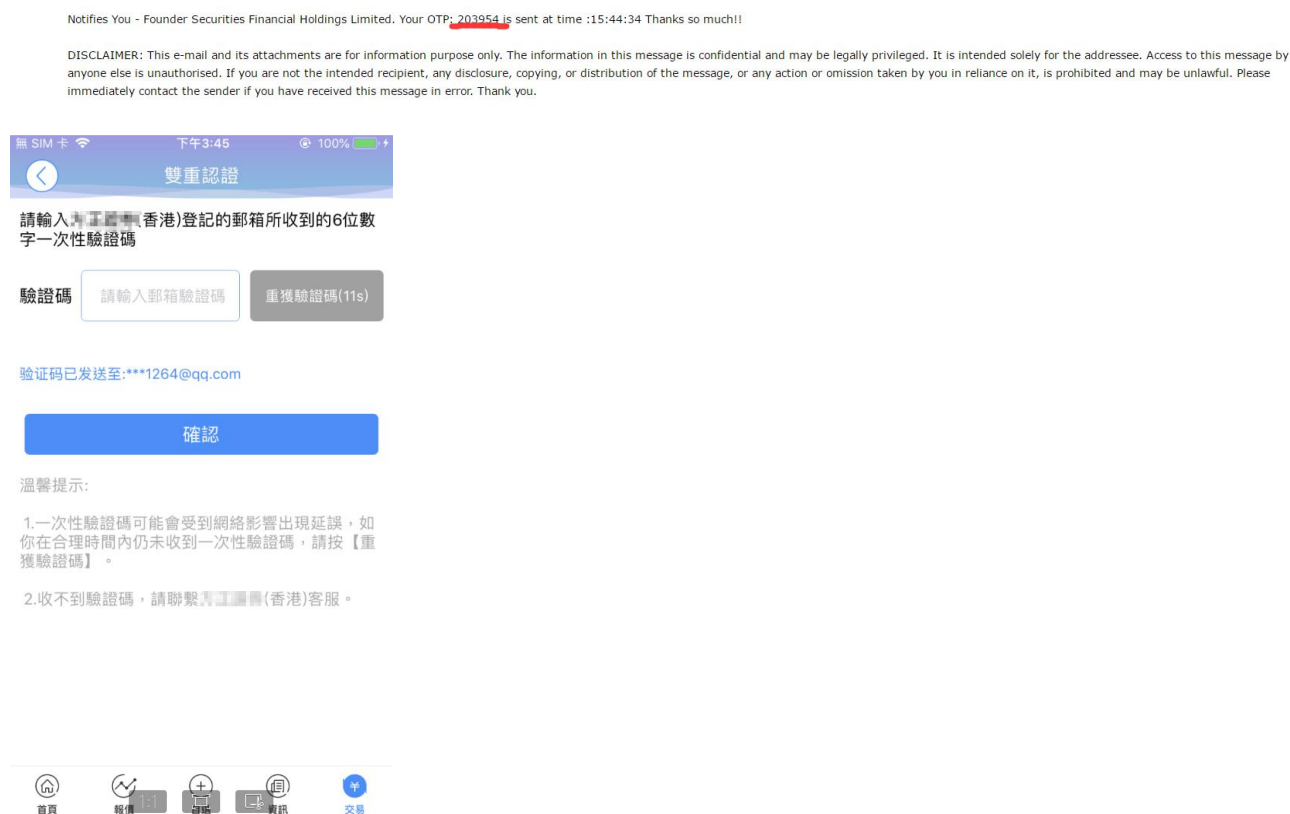 Notifies You - Founder Securities Financial Holdings Limited. Your OTP: 203954 is sent at time :15:44:34 Thanks so much!!
DISCLAIMER: This e-mail and its attachments are for information purpose only. The information in this message is confidential and may be legally privileged. It is intended solely for the addressee. Access to this message by
anyone else is unauthorised. If you are not the intended recipient, any disclosure, copying, or distribution of the message, or any action or omission taken by you in reliance on it, is prohibited and may be unlawful. Please
immediately contact the sender if you have received this message in error. Thank you.
無 SIM 卡 下午3:45 100%
雙重認證
請輸入(香港)登記的郵箱所收到的6位數
字一次性驗證碼
驗證碼 請輸入郵箱驗證碼 重獲驗證碼(11s)
验证码已发送至:***1264@qq.com
確認
溫馨提示:
1.一次性驗證碼可能會受到網絡影響出現延誤，如
你在合理時間內仍未收到一次性驗證碼，請按【重
獲驗證碼】。
2.收不到驗證碼，請聯繫(香港)客服。
1:1
首頁 報價 資訊 交易